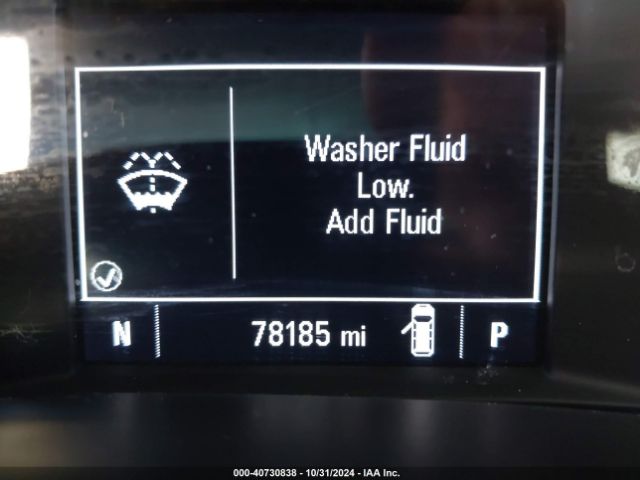 Washer Fluid
Low.
Add Fluid
N 78185 mi P
000-40730838 - 10/31/2024 - IAA Inc.